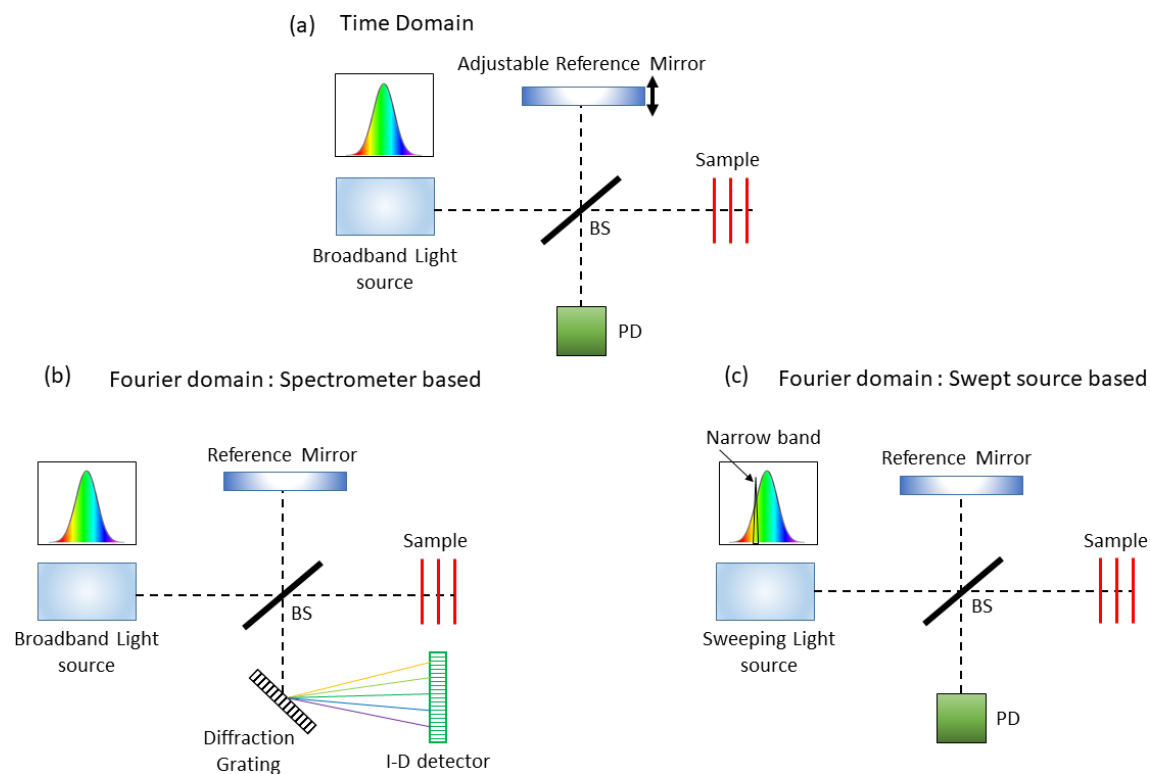 (a) Time Domain
Adjustable Reference Mirror
Sample
BS
Broadband Light
source
PD
(b) Fourier domain : Spectrometer based
Reference Mirror
Sample
BS
Broadband Light
source
Diffraction
Grating
I-D detector
(c) Fourier domain : Swept source based
Narrow band
Reference Mirror
Sample
BS
Sweeping Light
source
PD